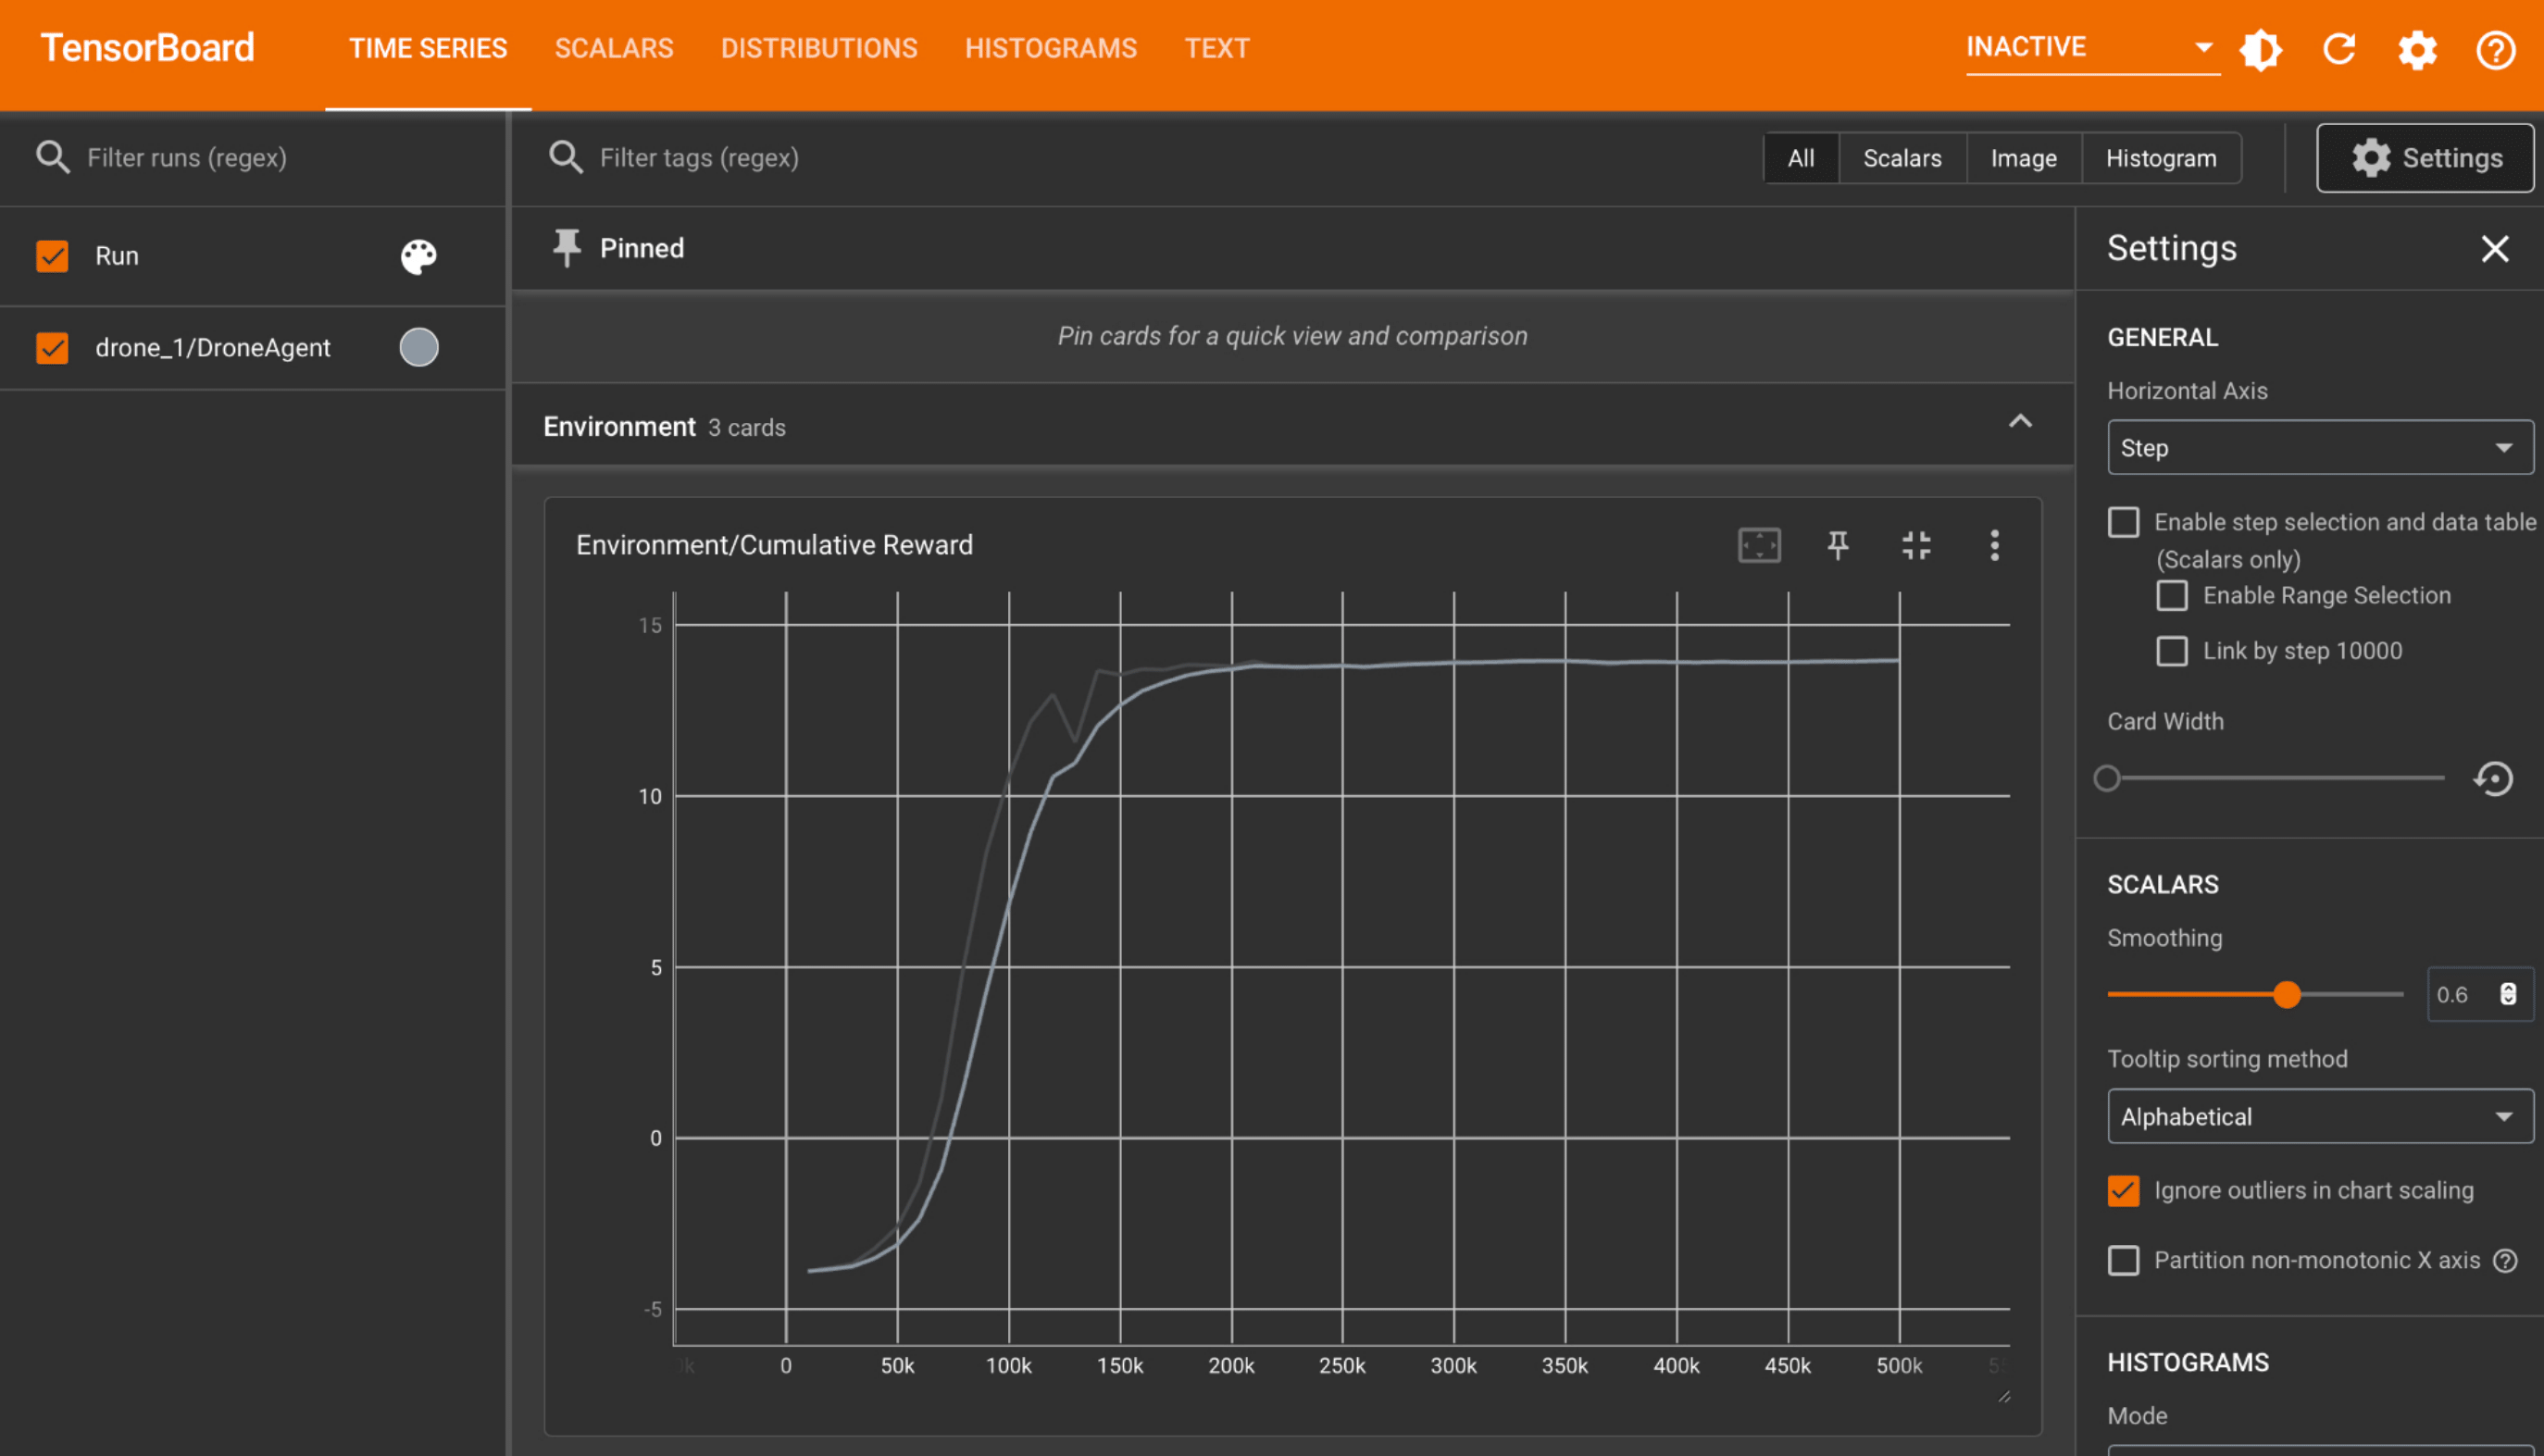 TensorBoard
TIME SERIES
SCALARS
DISTRIBUTIONS
HISTOGRAMS
TEXT
INACTIVE
Filter runs (regex)
Filter tags (regex)
All
Scalars
Image
Histogram
Settings
Run
drone_1/DroneAgent
Pinned
Pin cards for a quick view and comparison
Environment 3 cards
Environment/Cumulative Reward
15
10
5
0
-5
0
50k
100k
150k
200k
250k
300k
350k
400k
450k
500k
Settings
GENERAL
Horizontal Axis
Step
Enable step selection and data table
(Scalars only)
Enable Range Selection
Link by step 10000
Card Width
SCALARS
Smoothing
0.6
Tooltip sorting method
Alphabetical
Ignore outliers in chart scaling
Partition non-monotonic X axis
HISTOGRAMS
Mode